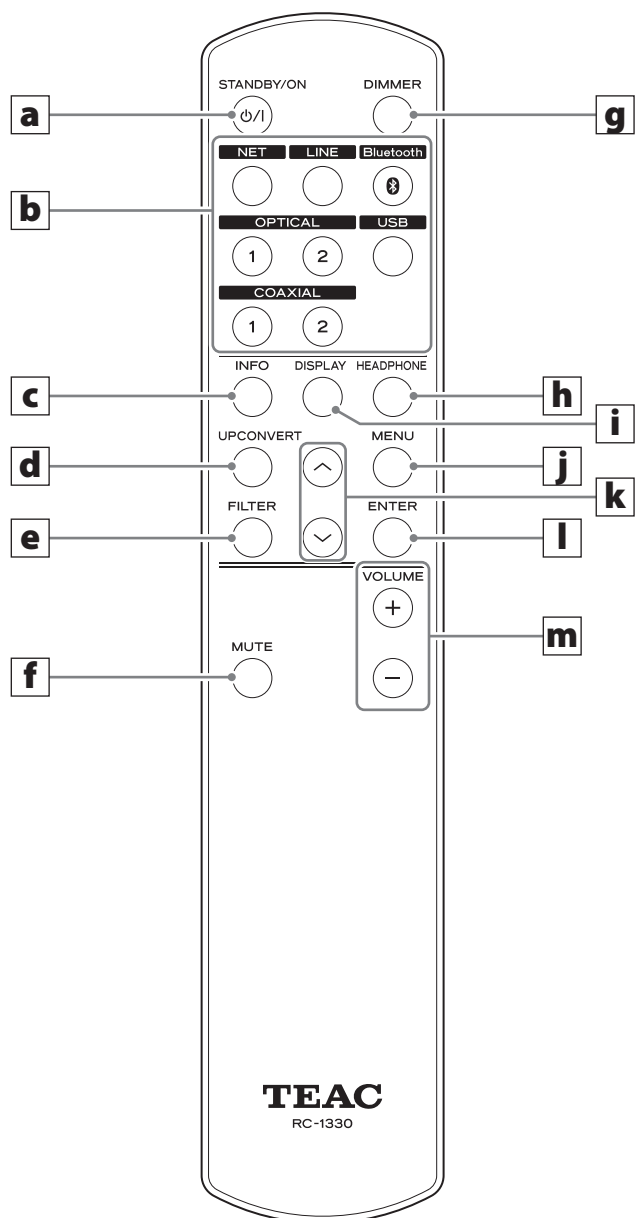 STANDBY/ON DIMMER
a ⏻/I g
NET LINE Bluetooth
b
OPTICAL USB
1 2
COAXIAL
1 2
INFO DISPLAY HEADPHONE
c h
i
UPCONVERT MENU
d j
k
FILTER ENTER
e l
VOLUME
+
m
MUTE
f −
TEAC
RC-1330